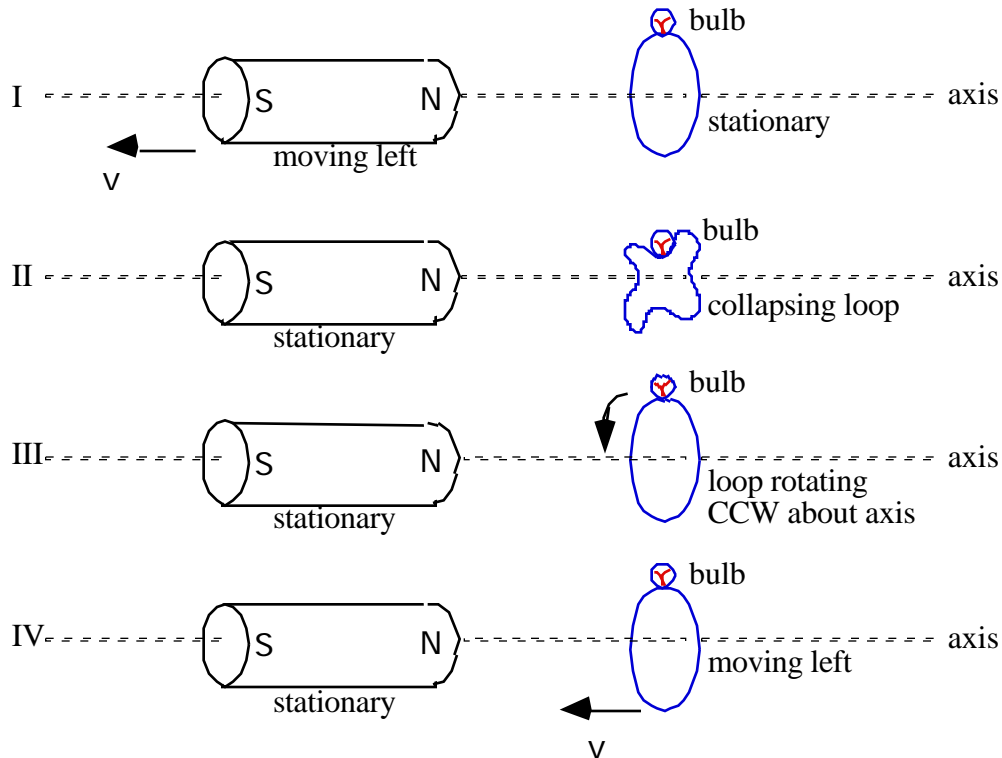 bulb
I
S
N
axis
stationary
moving left
v
bulb
II
S
N
axis
collapsing loop
stationary
bulb
III
S
N
axis
loop rotating
CCW about axis
stationary
bulb
IV
S
N
axis
moving left
stationary
v